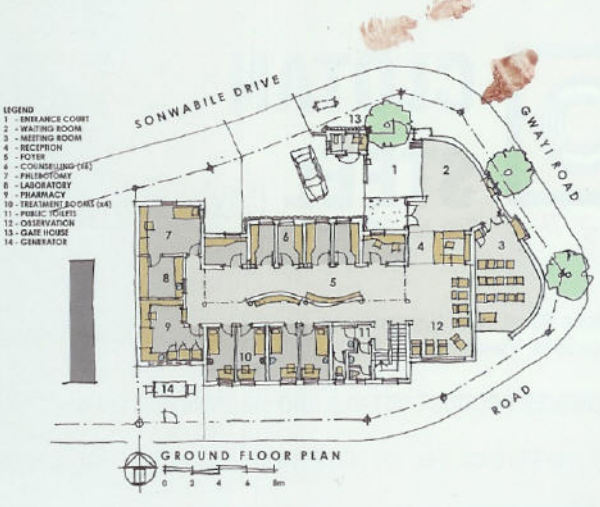 SONWABILE DRIVE
GWAYI ROAD
LEGEND
1 - ENTRANCE COURT
2 - WAITING ROOM
3 - MEETING ROOM
4 - RECEPTION
5 - FOYER
6 - COUNSELLING (x6)
7 - PHLEBOTOMY
8 - LABORATORY
9 - PHARMACY
10 - TREATMENT ROOMS (x4)
11 - PUBLIC TOILETS
12 - OBSERVATION
13 - GATE HOUSE
14 - GENERATOR
13
1
2
7
6
4
3
8
5
9
10
11
12
14
ROAD
GROUND FLOOR PLAN
0 2 4 6 8m